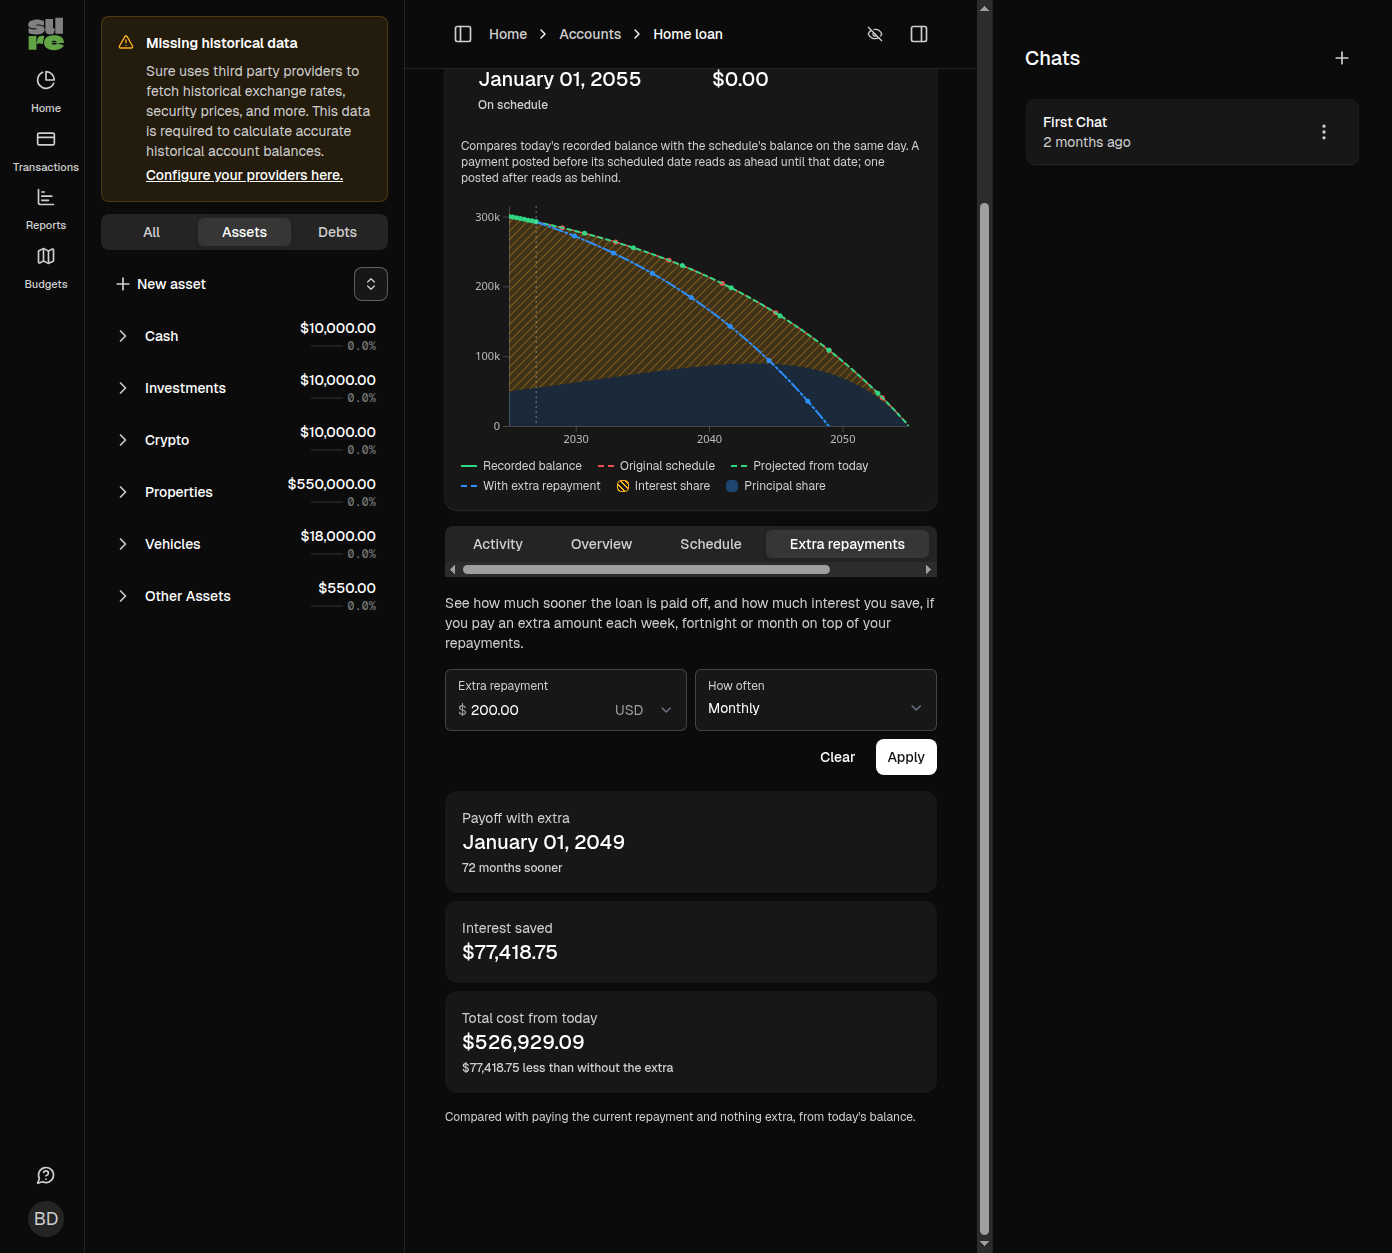 sure
Home
Transactions
Reports
Budgets
BD
Missing historical data
Sure uses third party providers to
fetch historical exchange rates,
security prices, and more. This data
is required to calculate accurate
historical account balances.
Configure your providers here.
All
Assets
Debts
New asset
Cash
$10,000.00
0.0%
Investments
$10,000.00
0.0%
Crypto
$10,000.00
0.0%
Properties
$550,000.00
0.0%
Vehicles
$18,000.00
0.0%
Other Assets
$550.00
0.0%
Home
Accounts
Home loan
January 01, 2055
$0.00
On schedule
Compares today's recorded balance with the schedule's balance on the same day. A
payment posted before its scheduled date reads as ahead until that date; one
posted after reads as behind.
300k
200k
100k
0
2030
2040
2050
Recorded balance
Original schedule
Projected from today
With extra repayment
Interest share
Principal share
Activity
Overview
Schedule
Extra repayments
See how much sooner the loan is paid off, and how much interest you save, if
you pay an extra amount each week, fortnight or month on top of your
repayments.
Extra repayment
$ 200.00
USD
How often
Monthly
Clear
Apply
Payoff with extra
January 01, 2049
72 months sooner
Interest saved
$77,418.75
Total cost from today
$526,929.09
$77,418.75 less than without the extra
Compared with paying the current repayment and nothing extra, from today's balance.
Chats
First Chat
2 months ago